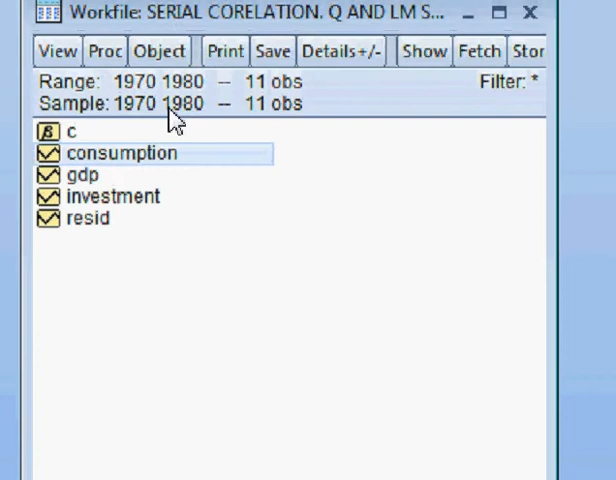 Workfile: SERIAL CORELATION. Q AND LM S...
View Proc Object Print Save Details+/- Show Fetch Stor
Range: 1970 1980 -- 11 obs Filter: *
Sample: 1970 1980 -- 11 obs
β c
consumption
gdp
investment
resid